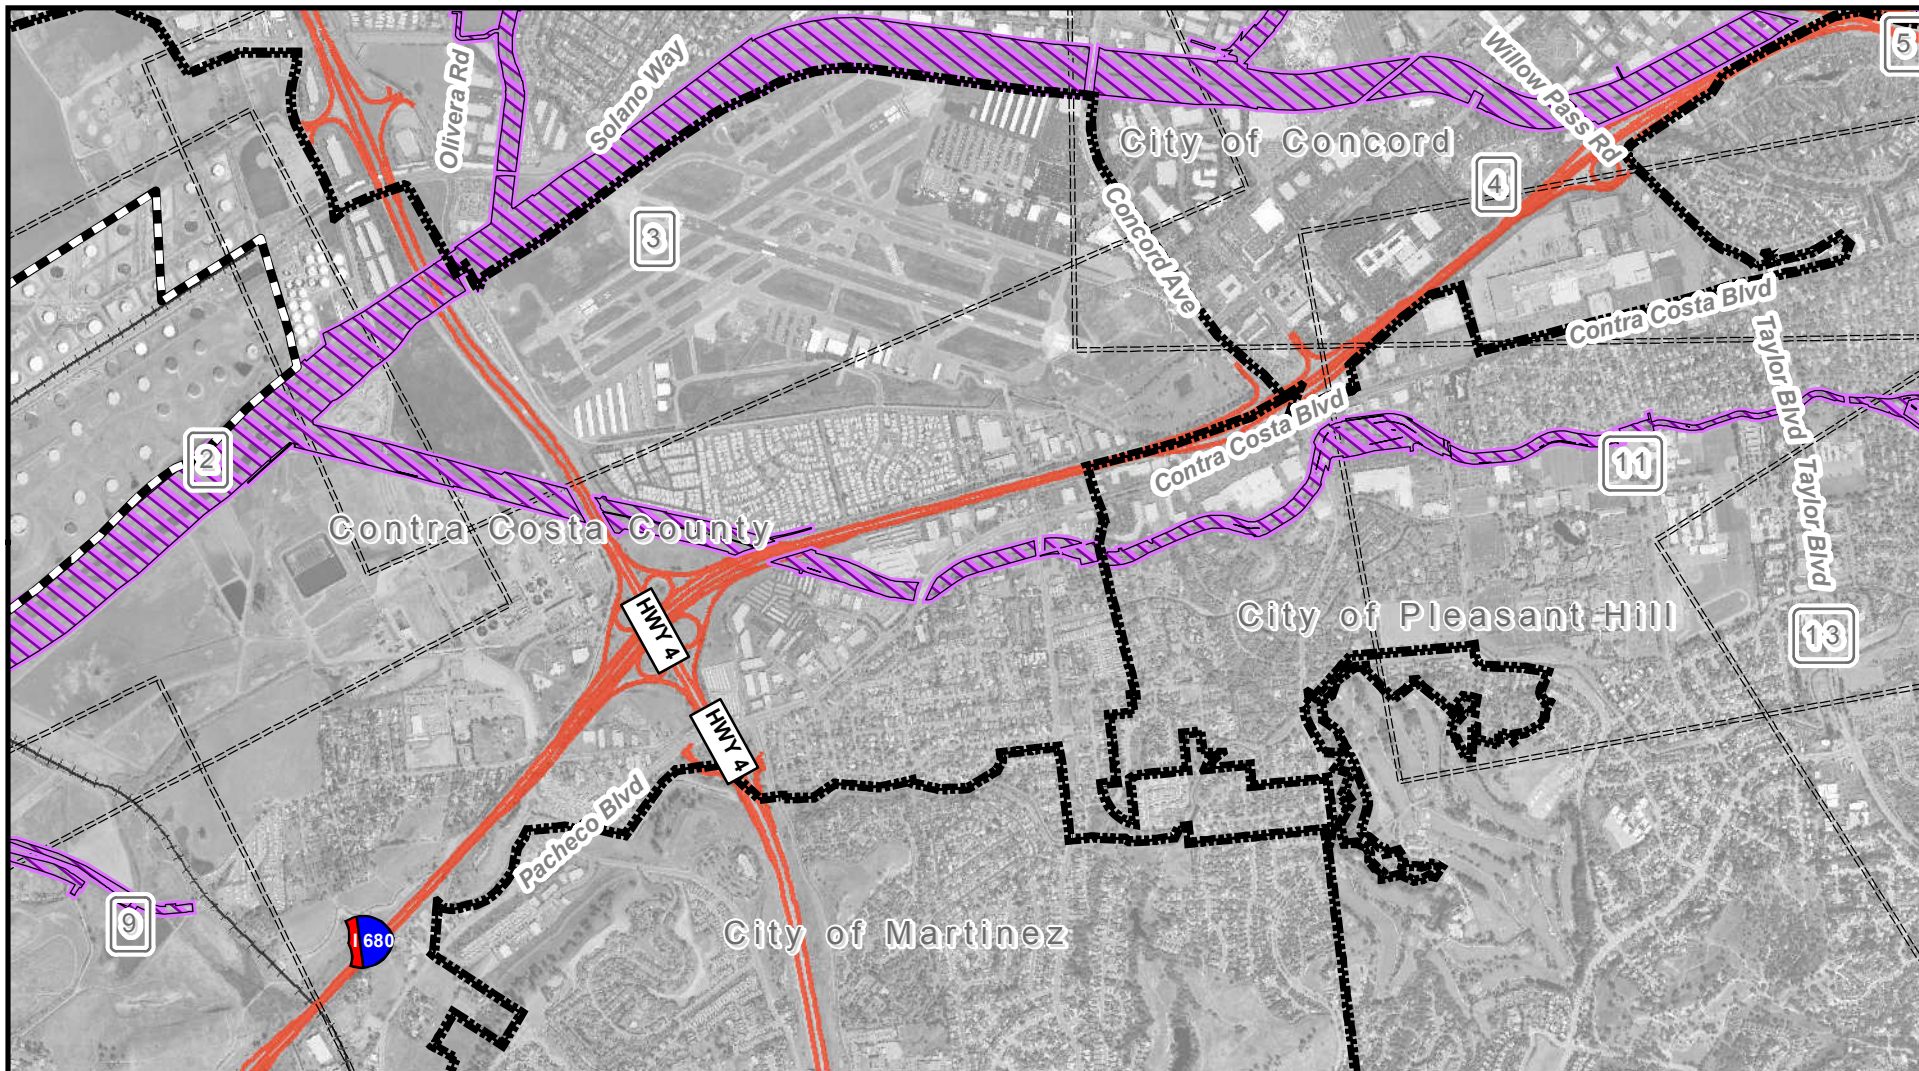 5
Willow Pass Rd
Olivera Rd
Solano Way
City of Concord
4
3
Concord Ave
Contra Costa Blvd
Taylor Blvd
Contra Costa Blvd
2
11
Taylor Blvd
Contra Costa County
HWY 4
City of Pleasant Hill
13
HWY 4
Pacheco Blvd
9
City of Martinez
I 680